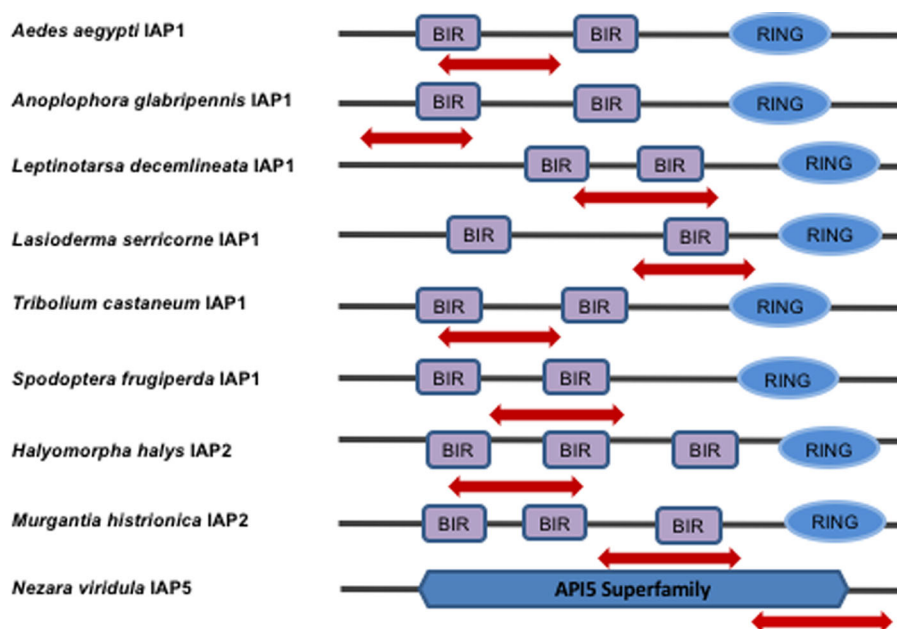 Aedes aegypti IAP1 BIR BIR RING
Anoplophora glabripennis IAP1 BIR BIR RING
Leptinotarsa decemlineata IAP1 BIR BIR RING
Lasioderma serricorne IAP1 BIR BIR RING
Tribolium castaneum IAP1 BIR BIR RING
Spodoptera frugiperda IAP1 BIR BIR RING
Halyomorpha halys IAP2 BIR BIR BIR RING
Murgantia histrionica IAP2 BIR BIR BIR RING
Nezara viridula IAP5 API5 Superfamily